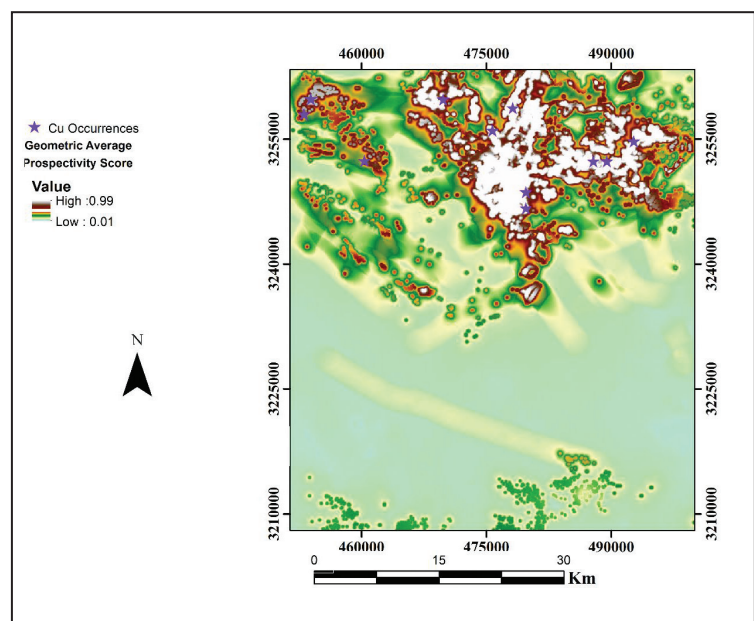 460000 475000 490000
Cu Occurrences
Geometric Average
Prospectivity Score
Value
High :0.99
Low : 0.01
3255000 3255000
3240000 3240000
N
3225000 3225000
3210000 3210000
460000 475000 490000
0 15 30
Km